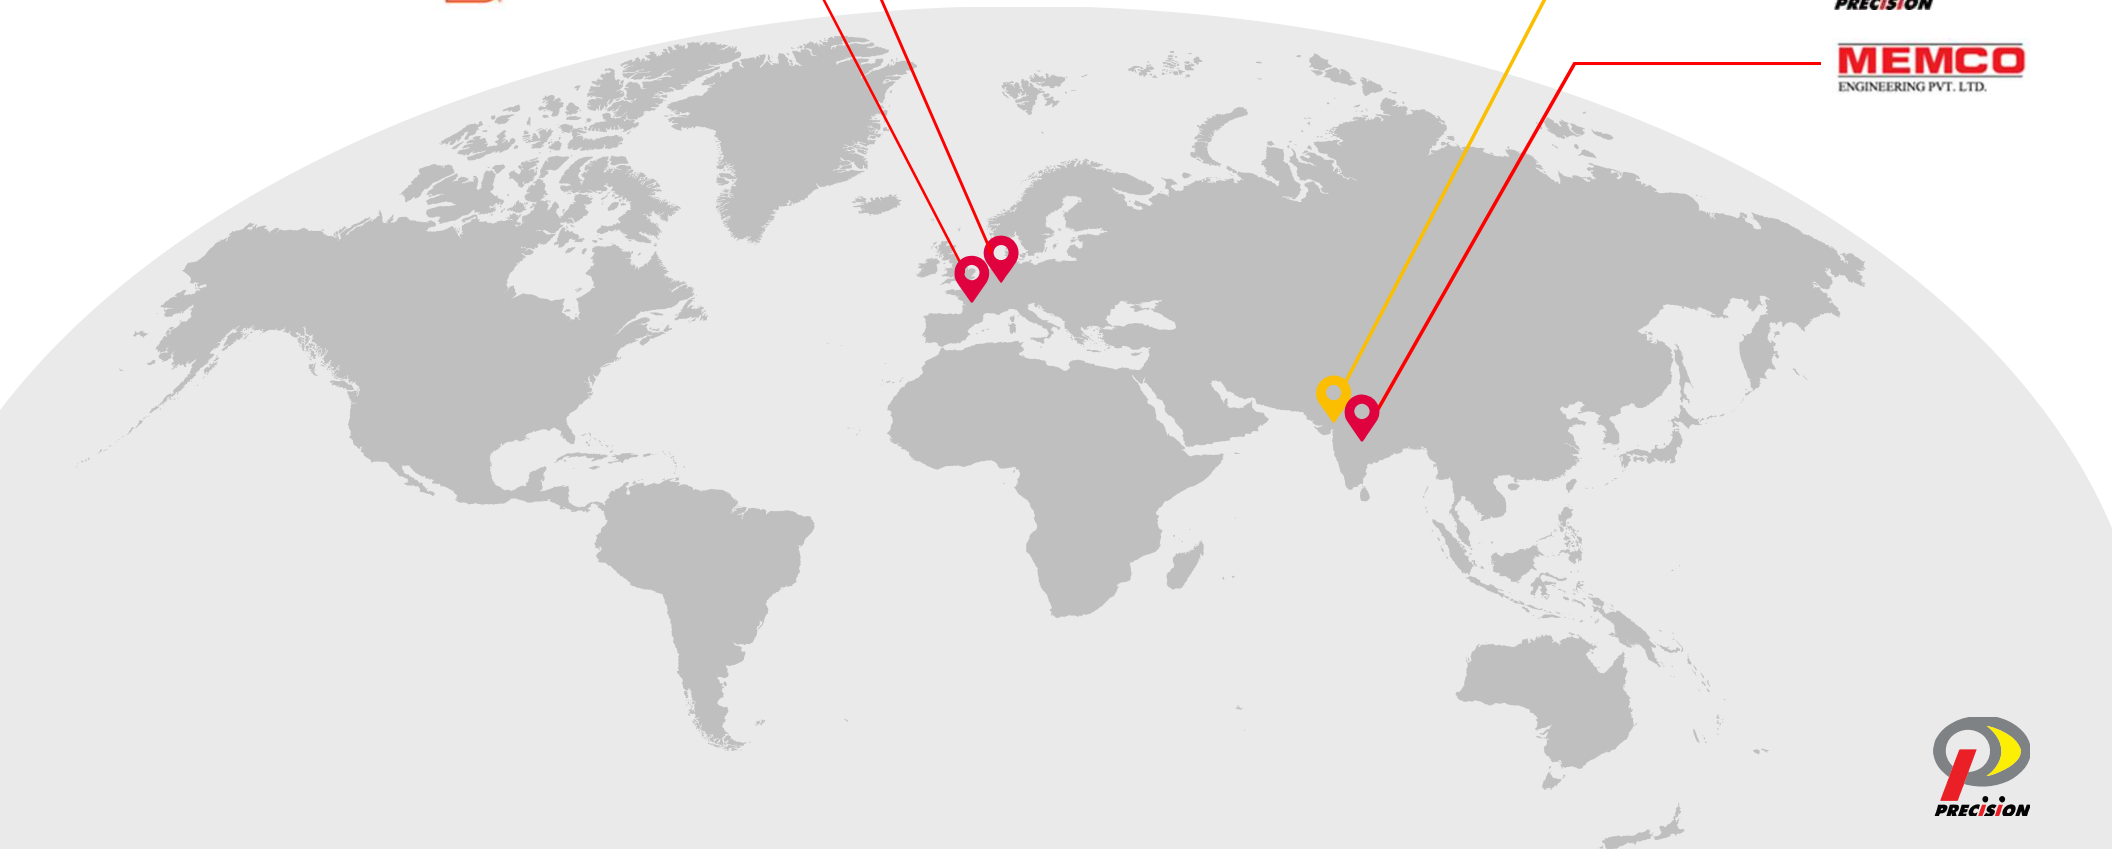 PRECISION
MEMCO
ENGINEERING PVT. LTD.
PRECISION